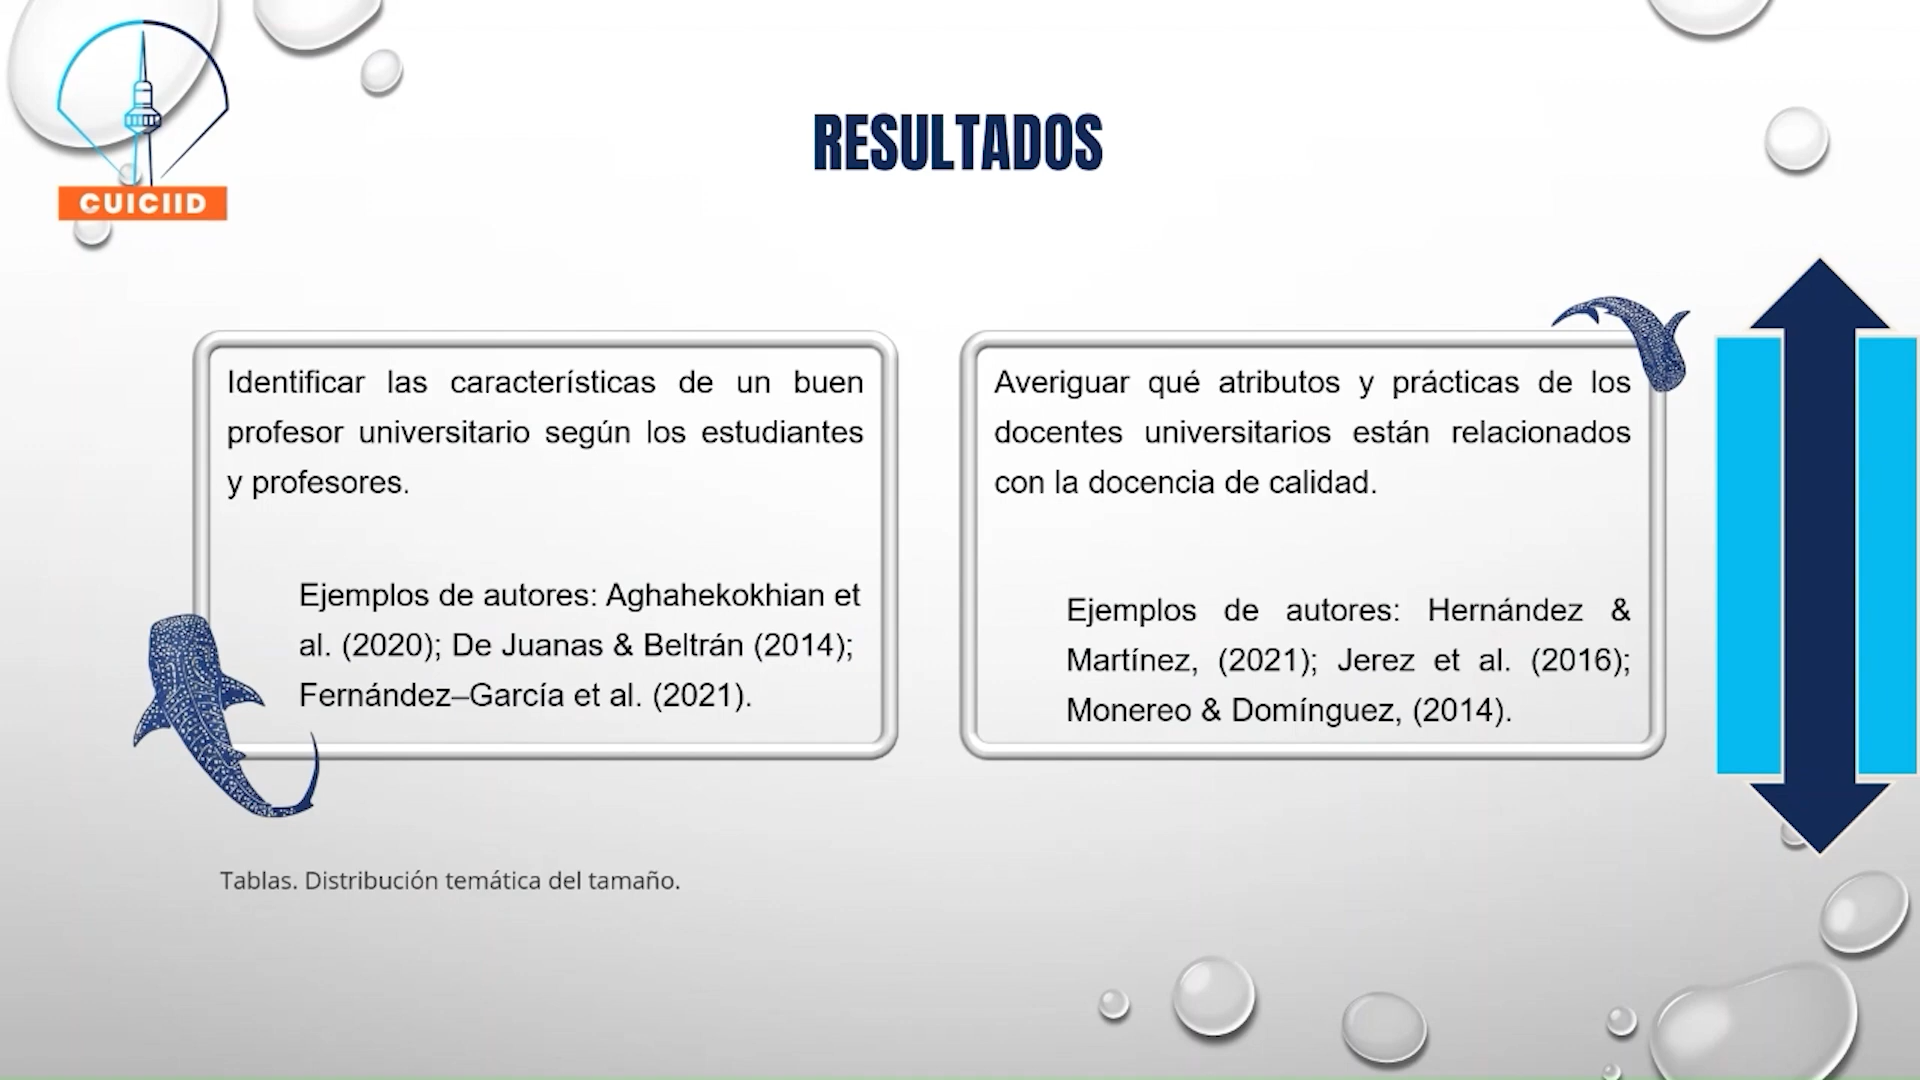 CUICIID
RESULTADOS
Identificar las características de un buen
profesor universitario según los estudiantes
y profesores.
Ejemplos de autores: Aghahekokhian et
al. (2020); De Juanas & Beltrán (2014);
Fernández–García et al. (2021).
Averiguar qué atributos y prácticas de los
docentes universitarios están relacionados
con la docencia de calidad.
Ejemplos de autores: Hernández &
Martínez, (2021); Jerez et al. (2016);
Monereo & Domínguez, (2014).
Tablas. Distribución temática del tamaño.